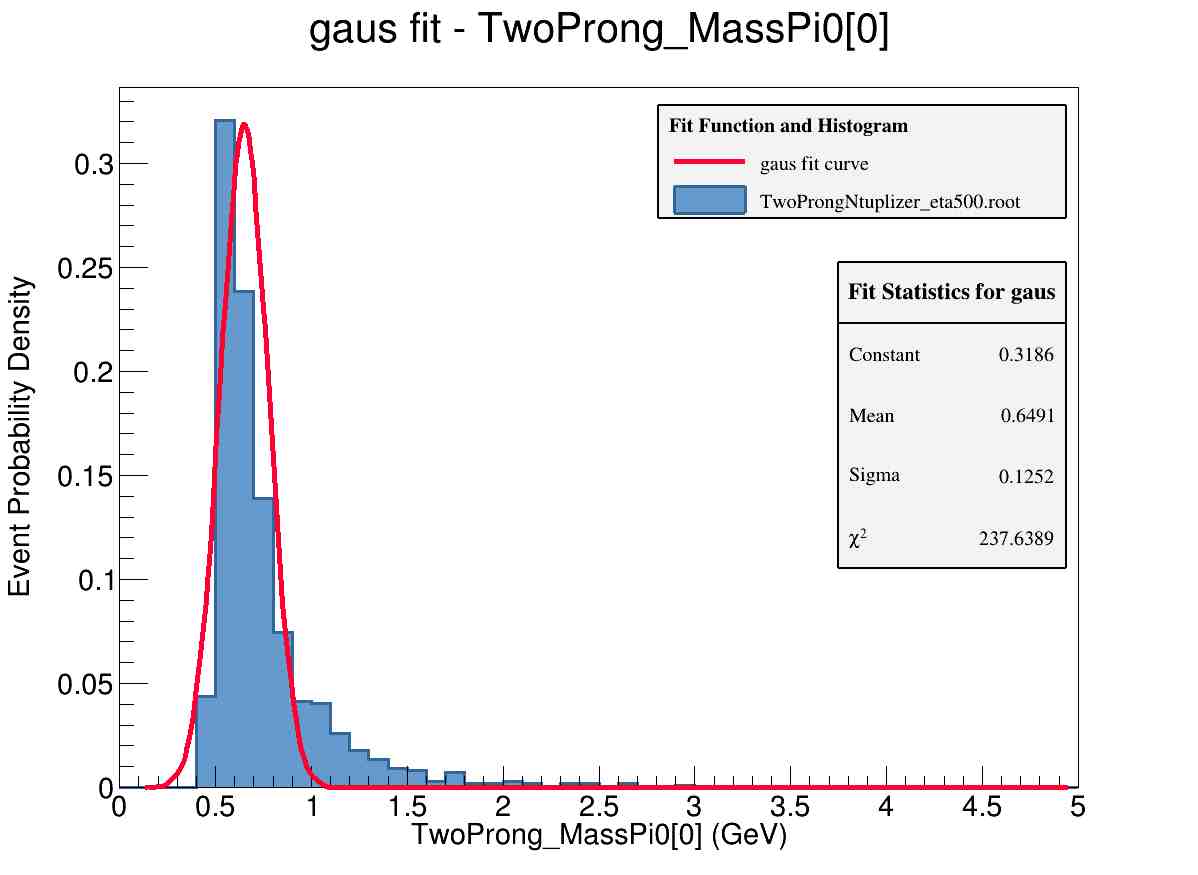 gaus fit - TwoProng_MassPi0[0]
Fit Function and Histogram
gaus fit curve
TwoProngNtuplizer_eta500.root
Fit Statistics for gaus
Constant 0.3186
Mean 0.6491
Sigma 0.1252
χ² 237.6389
Event Probability Density
0.3
0.25
0.2
0.15
0.1
0.05
0
0 0.5 1 1.5 2 2.5 3 3.5 4 4.5 5
TwoProng_MassPi0[0] (GeV)